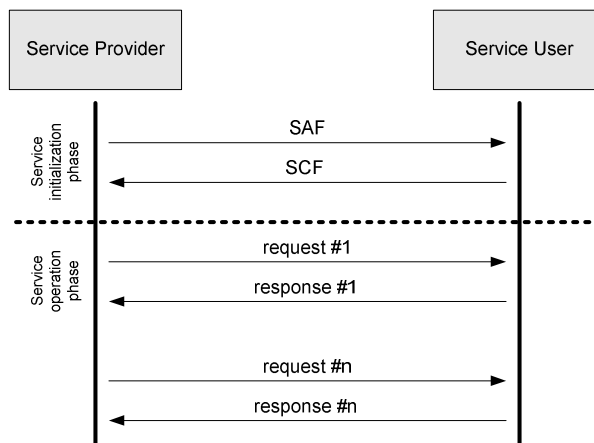 Service Provider
Service User
Service
initialization
phase
SAF
SCF
Service
operation
phase
request #1
response #1
request #n
response #n